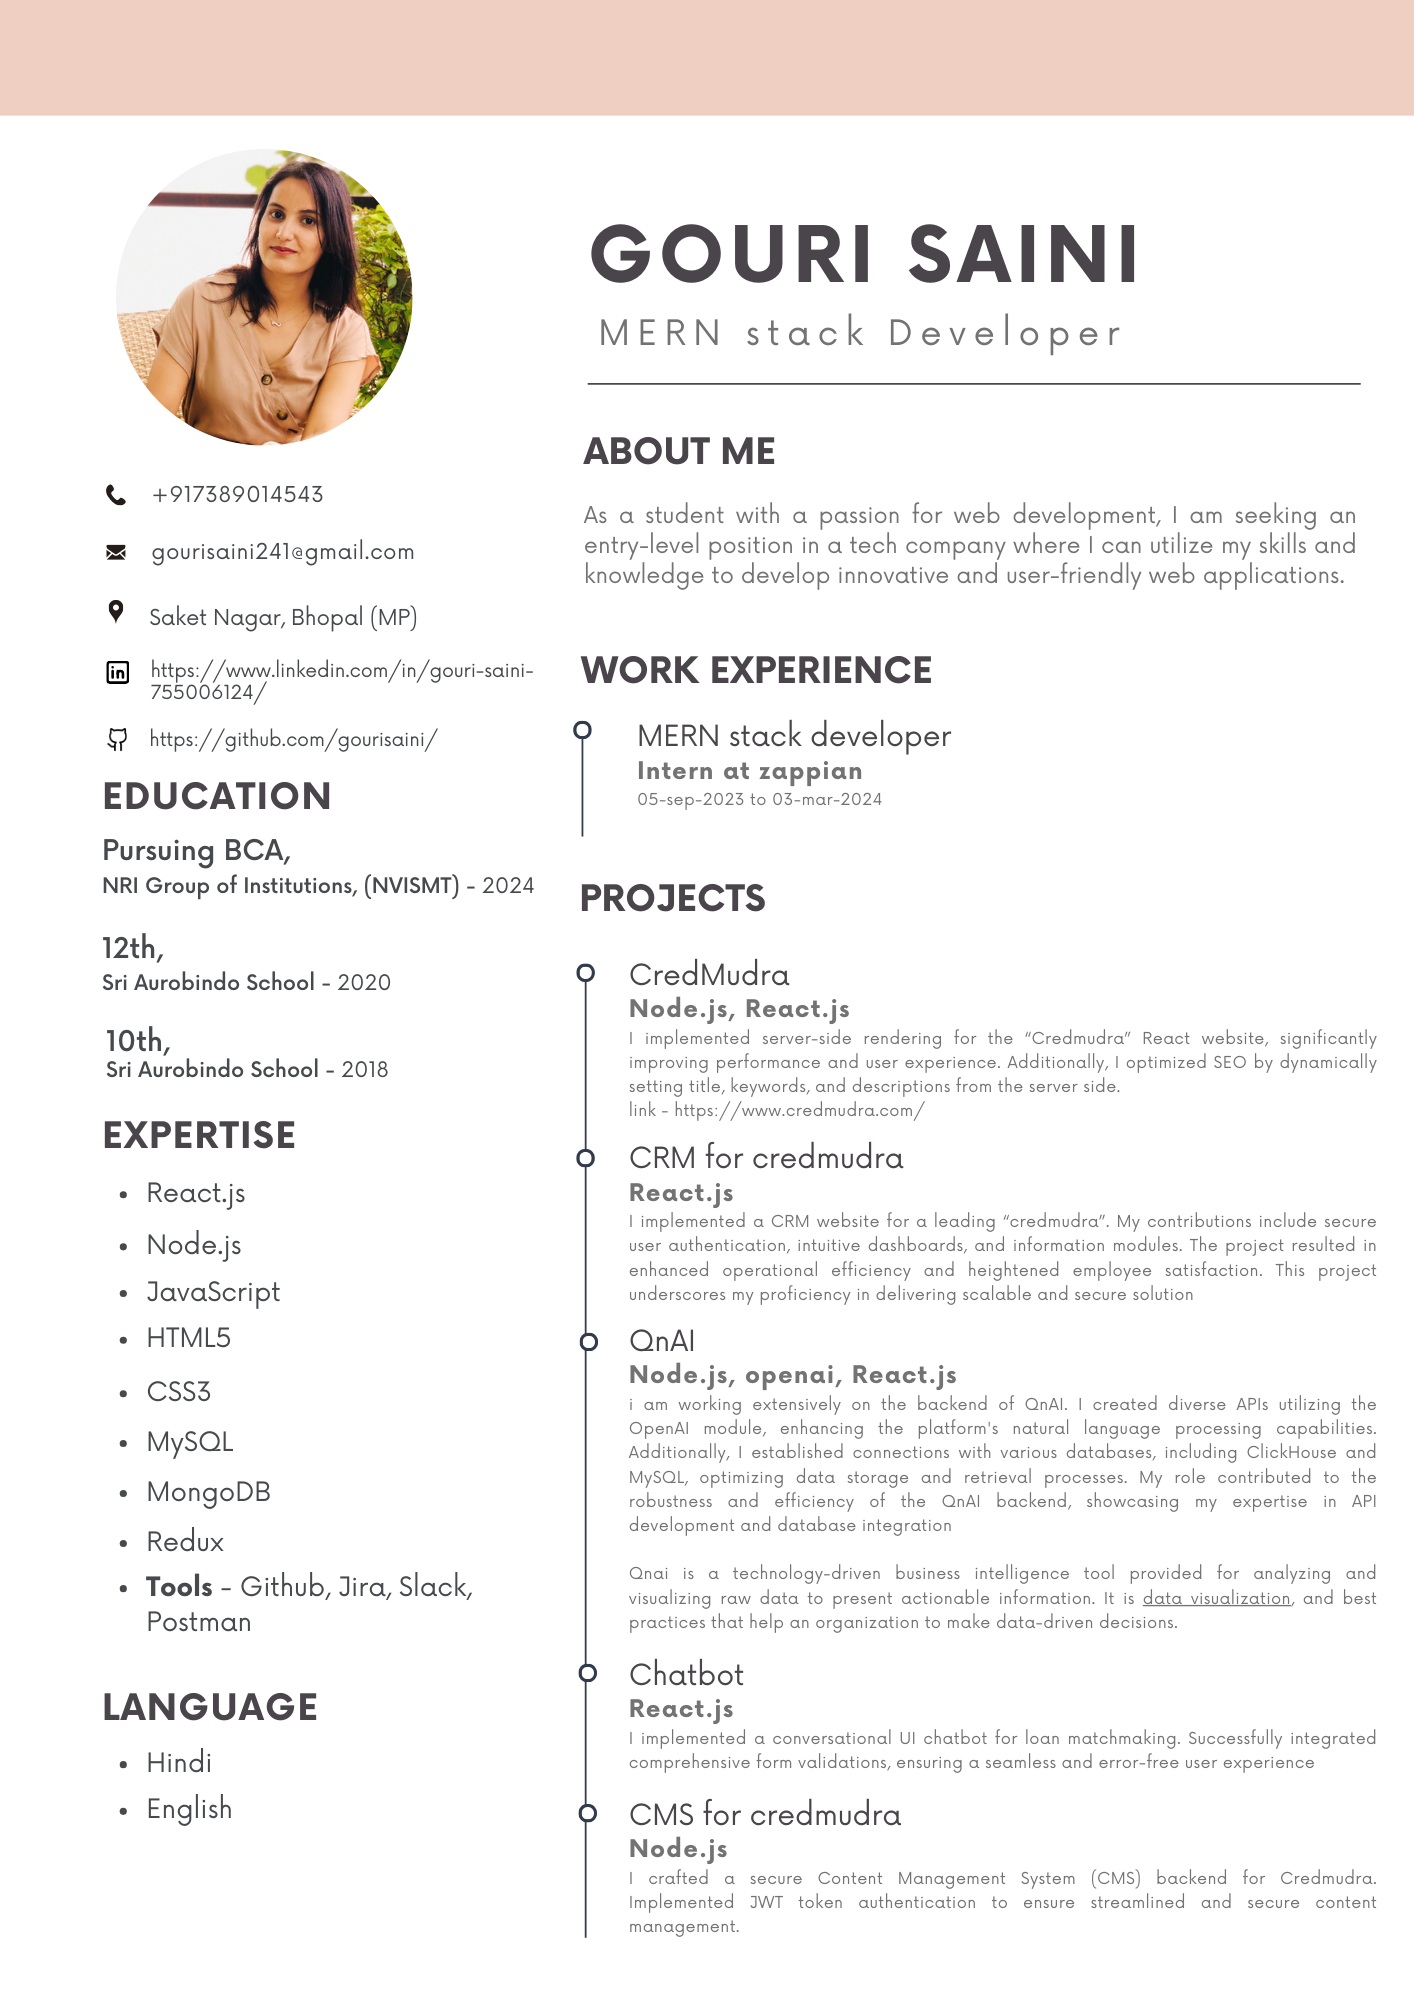 GOURI SAINI
MERN stack Developer
+917389014543
gourisaini241@gmail.com
Saket Nagar, Bhopal (MP)
https://www.linkedin.com/in/gouri-saini-
755006124/
https://github.com/gourisaini/
EDUCATION
Pursuing BCA,
NRI Group of Institutions, (NVISMT) - 2024
12th,
Sri Aurobindo School - 2020
10th,
Sri Aurobindo School - 2018
EXPERTISE
• React.js
• Node.js
• JavaScript
• HTML5
• CSS3
• MySQL
• MongoDB
• Redux
• Tools - Github, Jira, Slack,
Postman
LANGUAGE
• Hindi
• English
ABOUT ME
As a student with a passion for web development, I am seeking an
entry-level position in a tech company where I can utilize my skills and
knowledge to develop innovative and user-friendly web applications.
WORK EXPERIENCE
MERN stack developer
Intern at zappian
05-sep-2023 to 03-mar-2024
PROJECTS
CredMudra
Node.js, React.js
I implemented server-side rendering for the “Credmudra” React website, significantly
improving performance and user experience. Additionally, I optimized SEO by dynamically
setting title, keywords, and descriptions from the server side.
link - https://www.credmudra.com/
CRM for credmudra
React.js
I implemented a CRM website for a leading “credmudra”. My contributions include secure
user authentication, intuitive dashboards, and information modules. The project resulted in
enhanced operational efficiency and heightened employee satisfaction. This project
underscores my proficiency in delivering scalable and secure solution
QnAI
Node.js, openai, React.js
i am working extensively on the backend of QnAI. I created diverse APIs utilizing the
OpenAI module, enhancing the platform's natural language processing capabilities.
Additionally, I established connections with various databases, including ClickHouse and
MySQL, optimizing data storage and retrieval processes. My role contributed to the
robustness and efficiency of the QnAI backend, showcasing my expertise in API
development and database integration
Qnai is a technology-driven business intelligence tool provided for analyzing and
visualizing raw data to present actionable information. It is data visualization, and best
practices that help an organization to make data-driven decisions.
Chatbot
React.js
I implemented a conversational UI chatbot for loan matchmaking. Successfully integrated
comprehensive form validations, ensuring a seamless and error-free user experience
CMS for credmudra
Node.js
I crafted a secure Content Management System (CMS) backend for Credmudra.
Implemented JWT token authentication to ensure streamlined and secure content
management.